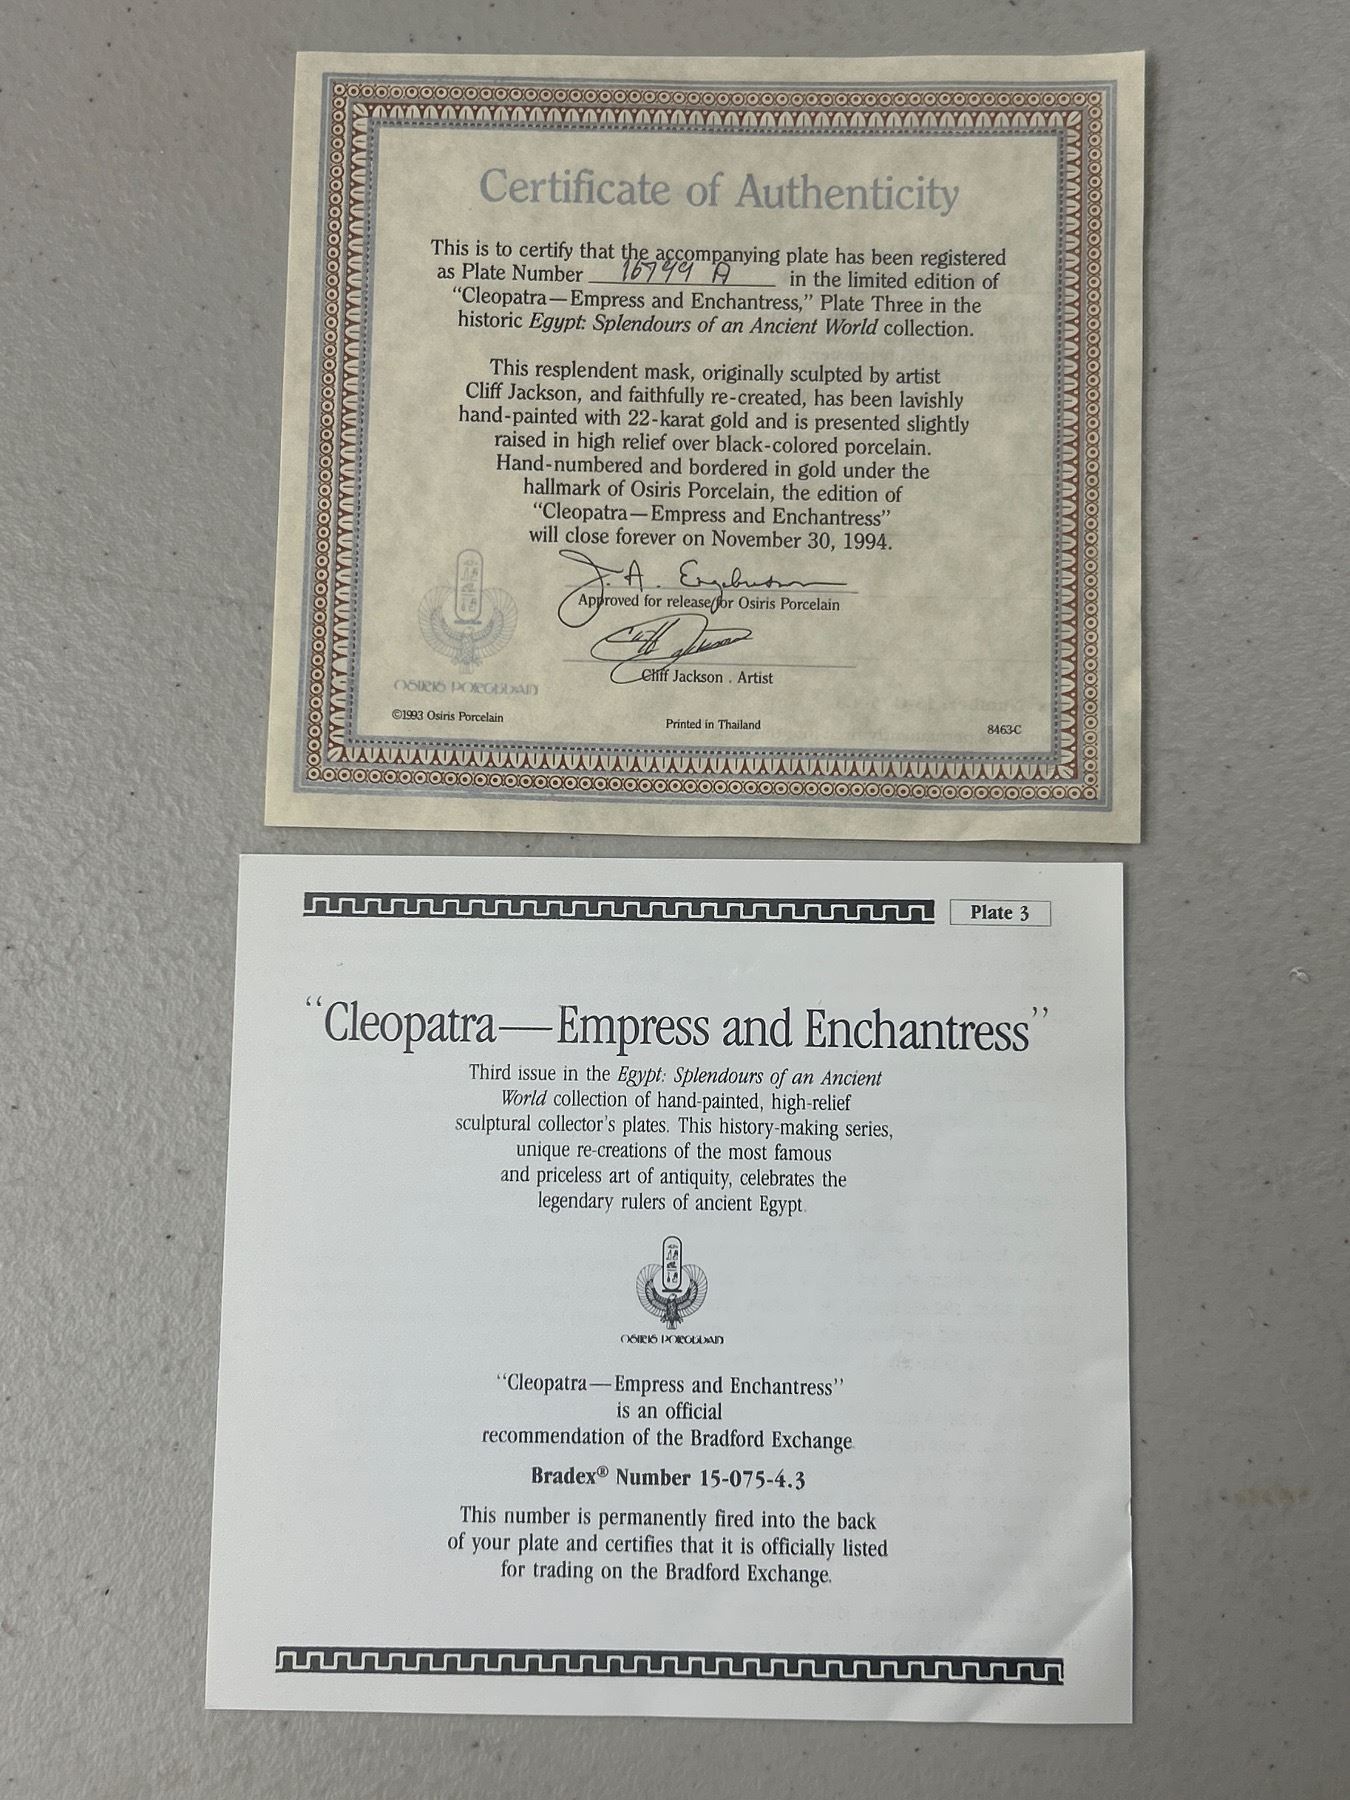 Certificate of Authenticity
This is to certify that the accompanying plate has been registered
as Plate Number 16799 A in the limited edition of
“Cleopatra—Empress and Enchantress,” Plate Three in the
historic Egypt: Splendours of an Ancient World collection.
This resplendent mask, originally sculpted by artist
Cliff Jackson, and faithfully re-created, has been lavishly
hand-painted with 22-karat gold and is presented slightly
raised in high relief over black-colored porcelain.
Hand-numbered and bordered in gold under the
hallmark of Osiris Porcelain, the edition of
“Cleopatra—Empress and Enchantress”
will close forever on November 30, 1994.
J. A.
Approved for release for Osiris Porcelain
Cliff Jackson
Cliff Jackson . Artist
OSIRIS PORCELAIN
©1993 Osiris Porcelain
Printed in Thailand
8463-C
Plate 3
“Cleopatra—Empress and Enchantress”
Third issue in the Egypt: Splendours of an Ancient
World collection of hand-painted, high-relief
sculptural collector's plates. This history-making series,
unique re-creations of the most famous
and priceless art of antiquity, celebrates the
legendary rulers of ancient Egypt.
OSIRIS PORCELAIN
“Cleopatra—Empress and Enchantress”
is an official
recommendation of the Bradford Exchange.
Bradex® Number 15-075-4.3
This number is permanently fired into the back
of your plate and certifies that it is officially listed
for trading on the Bradford Exchange.